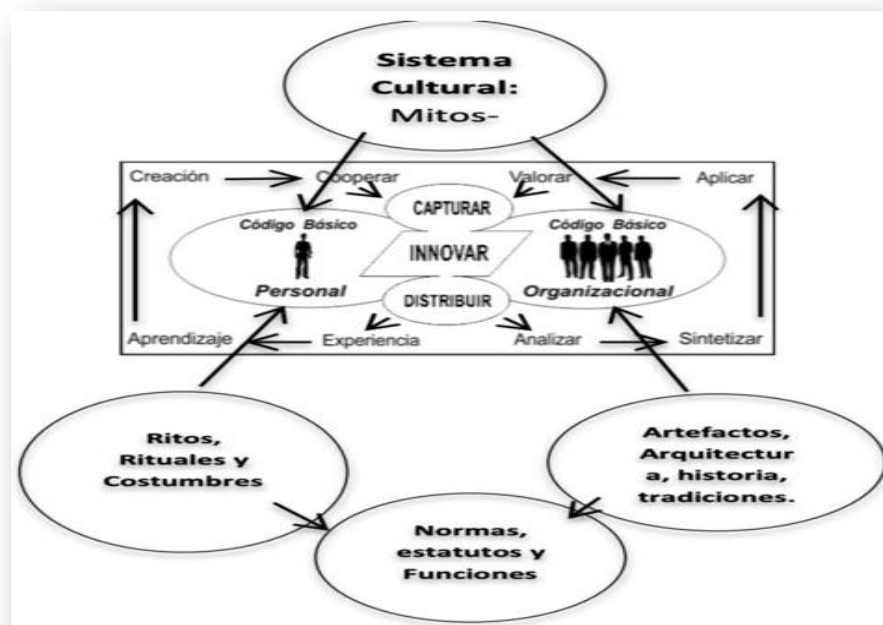 Sistema
Cultural:
Mitos-
Creación
Cooperar
Valorar
Aplicar
CAPTURAR
Código Básico
Código Básico
INNOVAR
Personal
Organizacional
DISTRIBUIR
Aprendizaje
Experiencia
Analizar
Sintetizar
Ritos,
Rituales y
Costumbres
Artefactos,
Arquitectur
a, historia,
tradiciones.
Normas,
estatutos y
Funciones